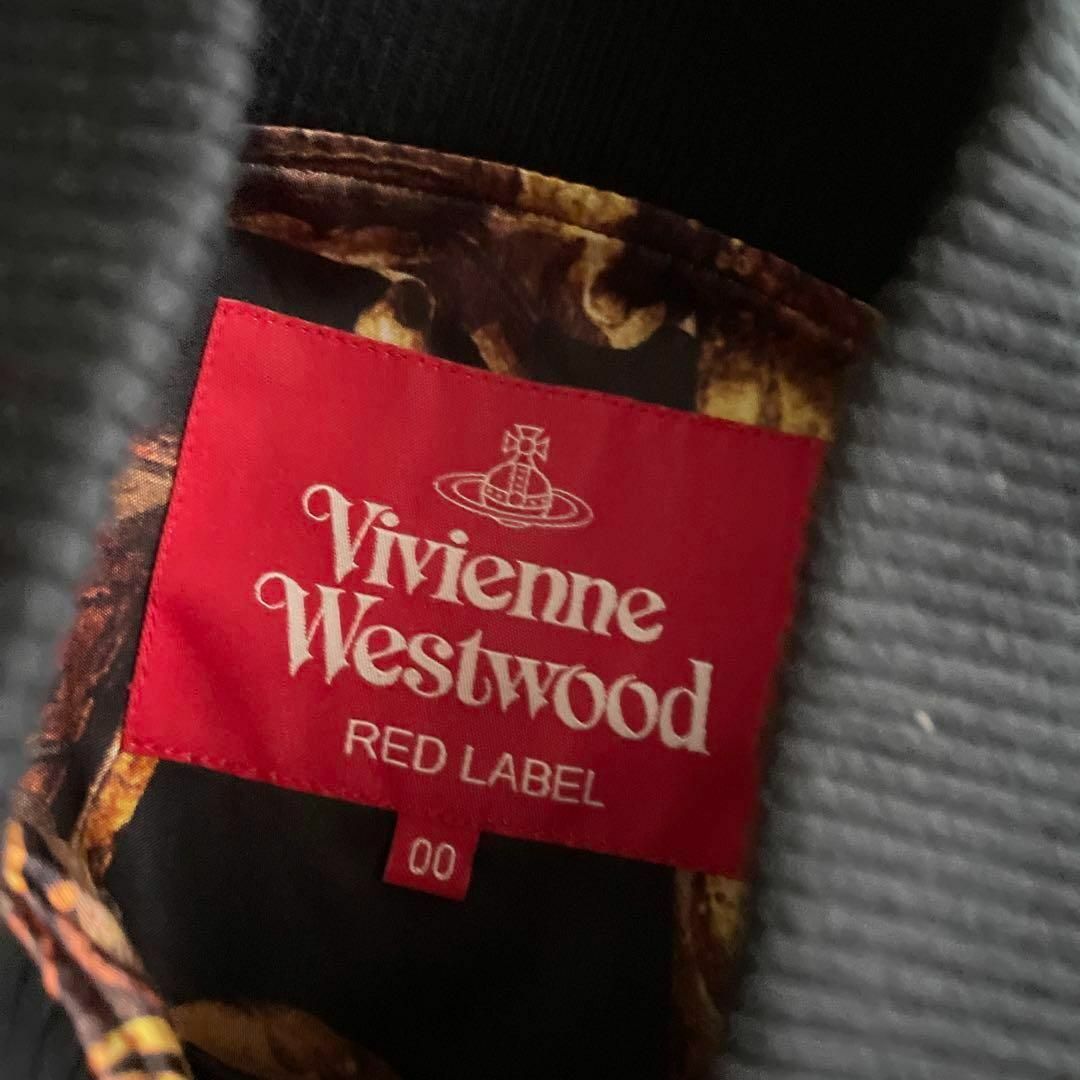 Vivienne
Westwood
RED LABEL
00